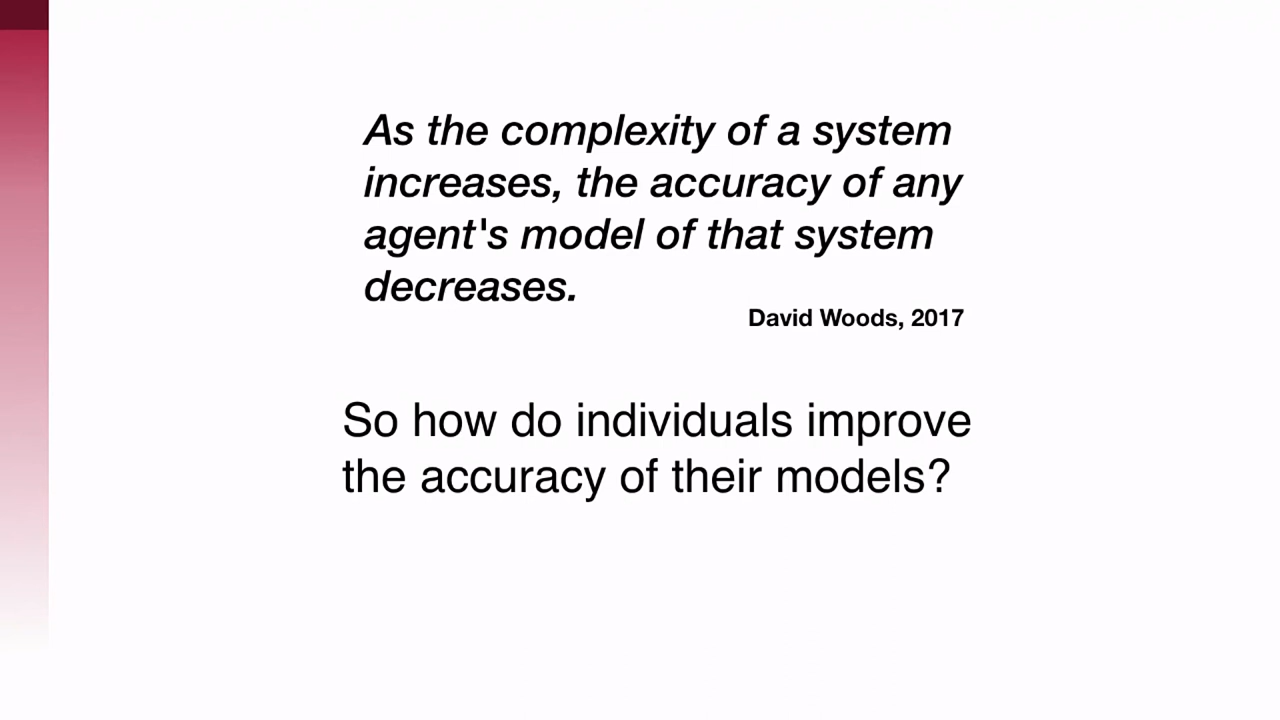 As the complexity of a system
increases, the accuracy of any
agent's model of that system
decreases.
David Woods, 2017
So how do individuals improve
the accuracy of their models?